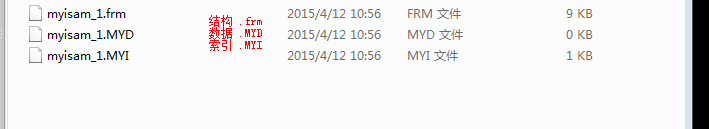 myisam_1.frm 结构 .frm 2015/4/12 10:56 FRM 文件 9 KB
myisam_1.MYD 数据 .MYD 2015/4/12 10:56 MYD 文件 0 KB
myisam_1.MYI 索引 .MYI 2015/4/12 10:56 MYI 文件 1 KB